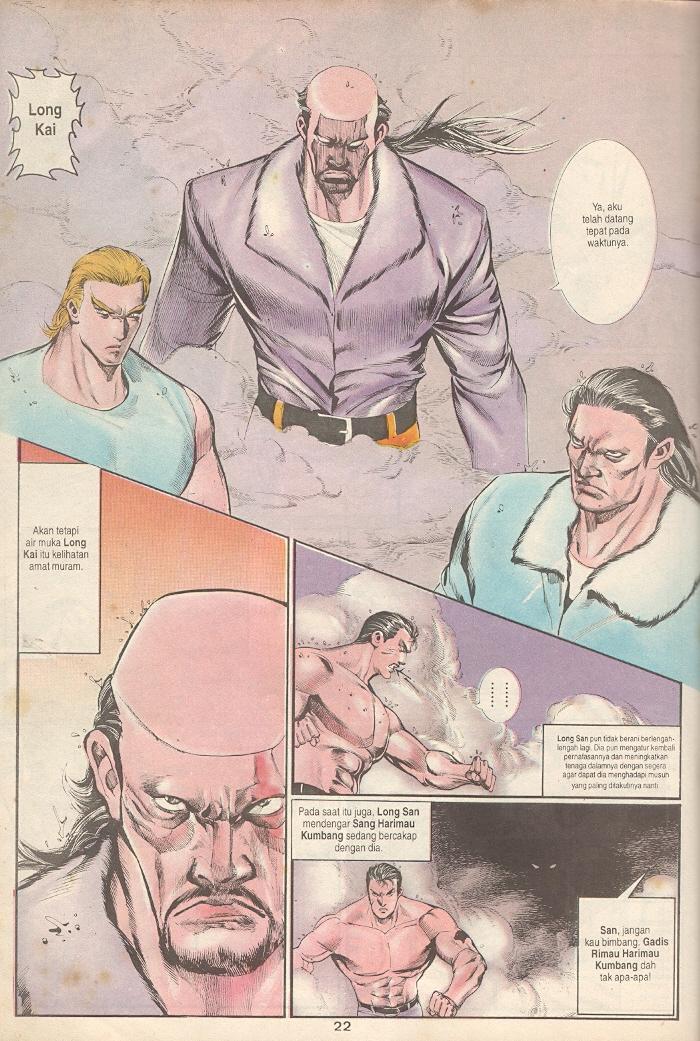 Long
Kai
Ya, aku
telah datang
tepat pada
waktunya.
Akan tetapi
air muka Long
Kai itu kelihatan
amat muram.
Long San pun tidak berani berlengah-
lengah lagi. Dia pun mengatur kembali
pernafasannya dan meningkatkan
tenaga dalamnya dengan segera
agar dapat dia menghadapi musuh
yang paling ditakutinya nanti
Pada saat itu juga, Long San
mendengar Sang Harimau
Kumbang sedang bercakap
dengan dia.
San, jangan
kau bimbang. Gadis
Rimau Harimau
Kumbang dah
tak apa-apa!
22